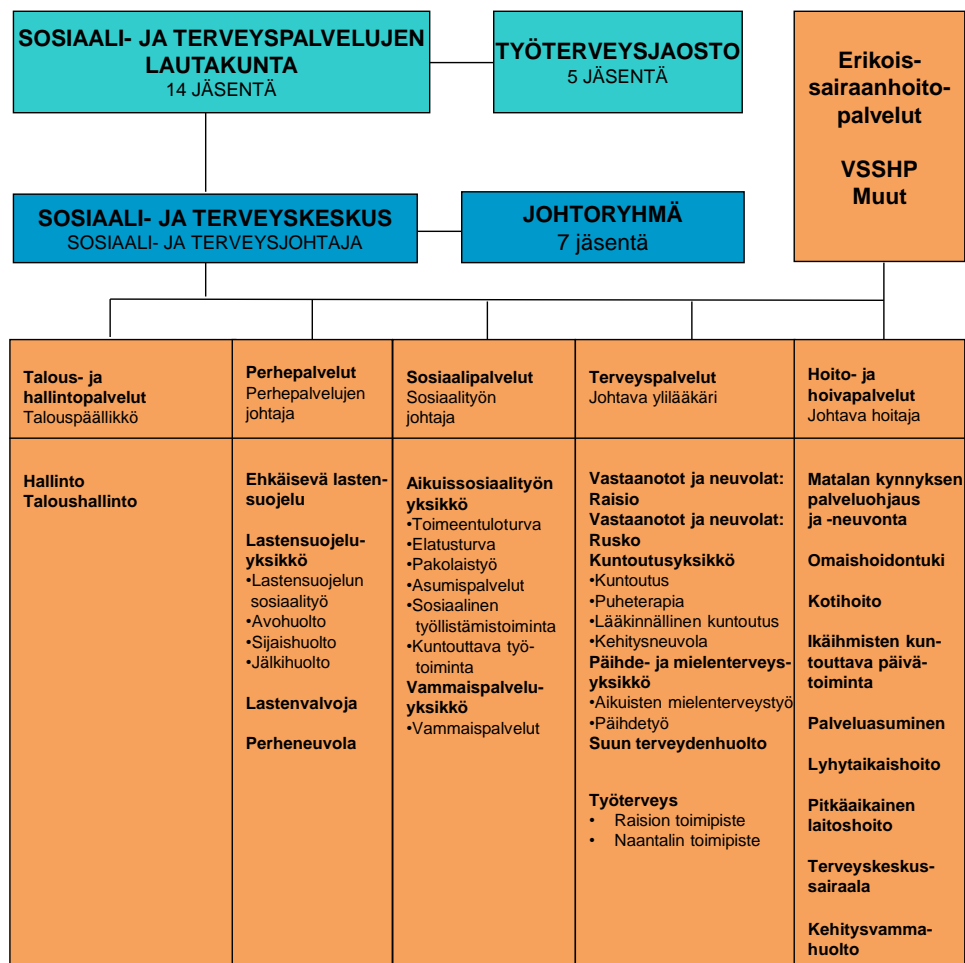 SOSIAALI- JA TERVEYSPALVELUJEN
LAUTAKUNTA
14 JÄSENTÄ
TYÖTERVEYSJAOSTO
5 JÄSENTÄ
Erikois-
sairaanhoito-
palvelut
VSSHP
Muut
SOSIAALI- JA TERVEYSKESKUS
SOSIAALI- JA TERVEYSJOHTAJA
JOHTORYHMÄ
7 jäsentä
Talous- ja
hallintopalvelut
Talouspäällikkö
Perhepalvelut
Perhepalvelujen
johtaja
Sosiaalipalvelut
Sosiaalityön
johtaja
Terveyspalvelut
Johtava ylilääkäri
Hoito- ja
hoivapalvelut
Johtava hoitaja
Hallinto
Taloushallinto
Ehkäisevä lasten-
suojelu
Lastensuojelu-
yksikkö
•Lastensuojelun
sosiaalityö
•Avohuolto
•Sijaishuolto
•Jälkihuolto
Lastenvalvoja
Perheneuvola
Aikuissosiaalityön
yksikkö
•Toimeentuloturva
•Elatusturva
•Pakolaistyö
•Asumispalvelut
•Sosiaalinen
työllistämistoiminta
•Kuntouttava työ-
toiminta
Vammaispalvelu-
yksikkö
•Vammaispalvelut
Vastaanotot ja neuvolat:
Raisio
Vastaanotot ja neuvolat:
Rusko
Kuntoutusyksikkö
•Kuntoutus
•Puheterapia
•Lääkinnällinen kuntoutus
•Kehitysneuvola
Päihde- ja mielenterveys-
yksikkö
•Aikuisten mielenterveystyö
•Päihdetyö
Suun terveydenhuolto
Työterveys
• Raision toimipiste
• Naantalin toimipiste
Matalan kynnyksen
palveluohjaus
ja -neuvonta
Omaishoidontuki
Kotihoito
Ikäihmisten kun-
touttava päivä-
toiminta
Palveluasuminen
Lyhytaikaishoito
Pitkäaikainen
laitoshoito
Terveyskeskus-
sairaala
Kehitysvamma-
huolto